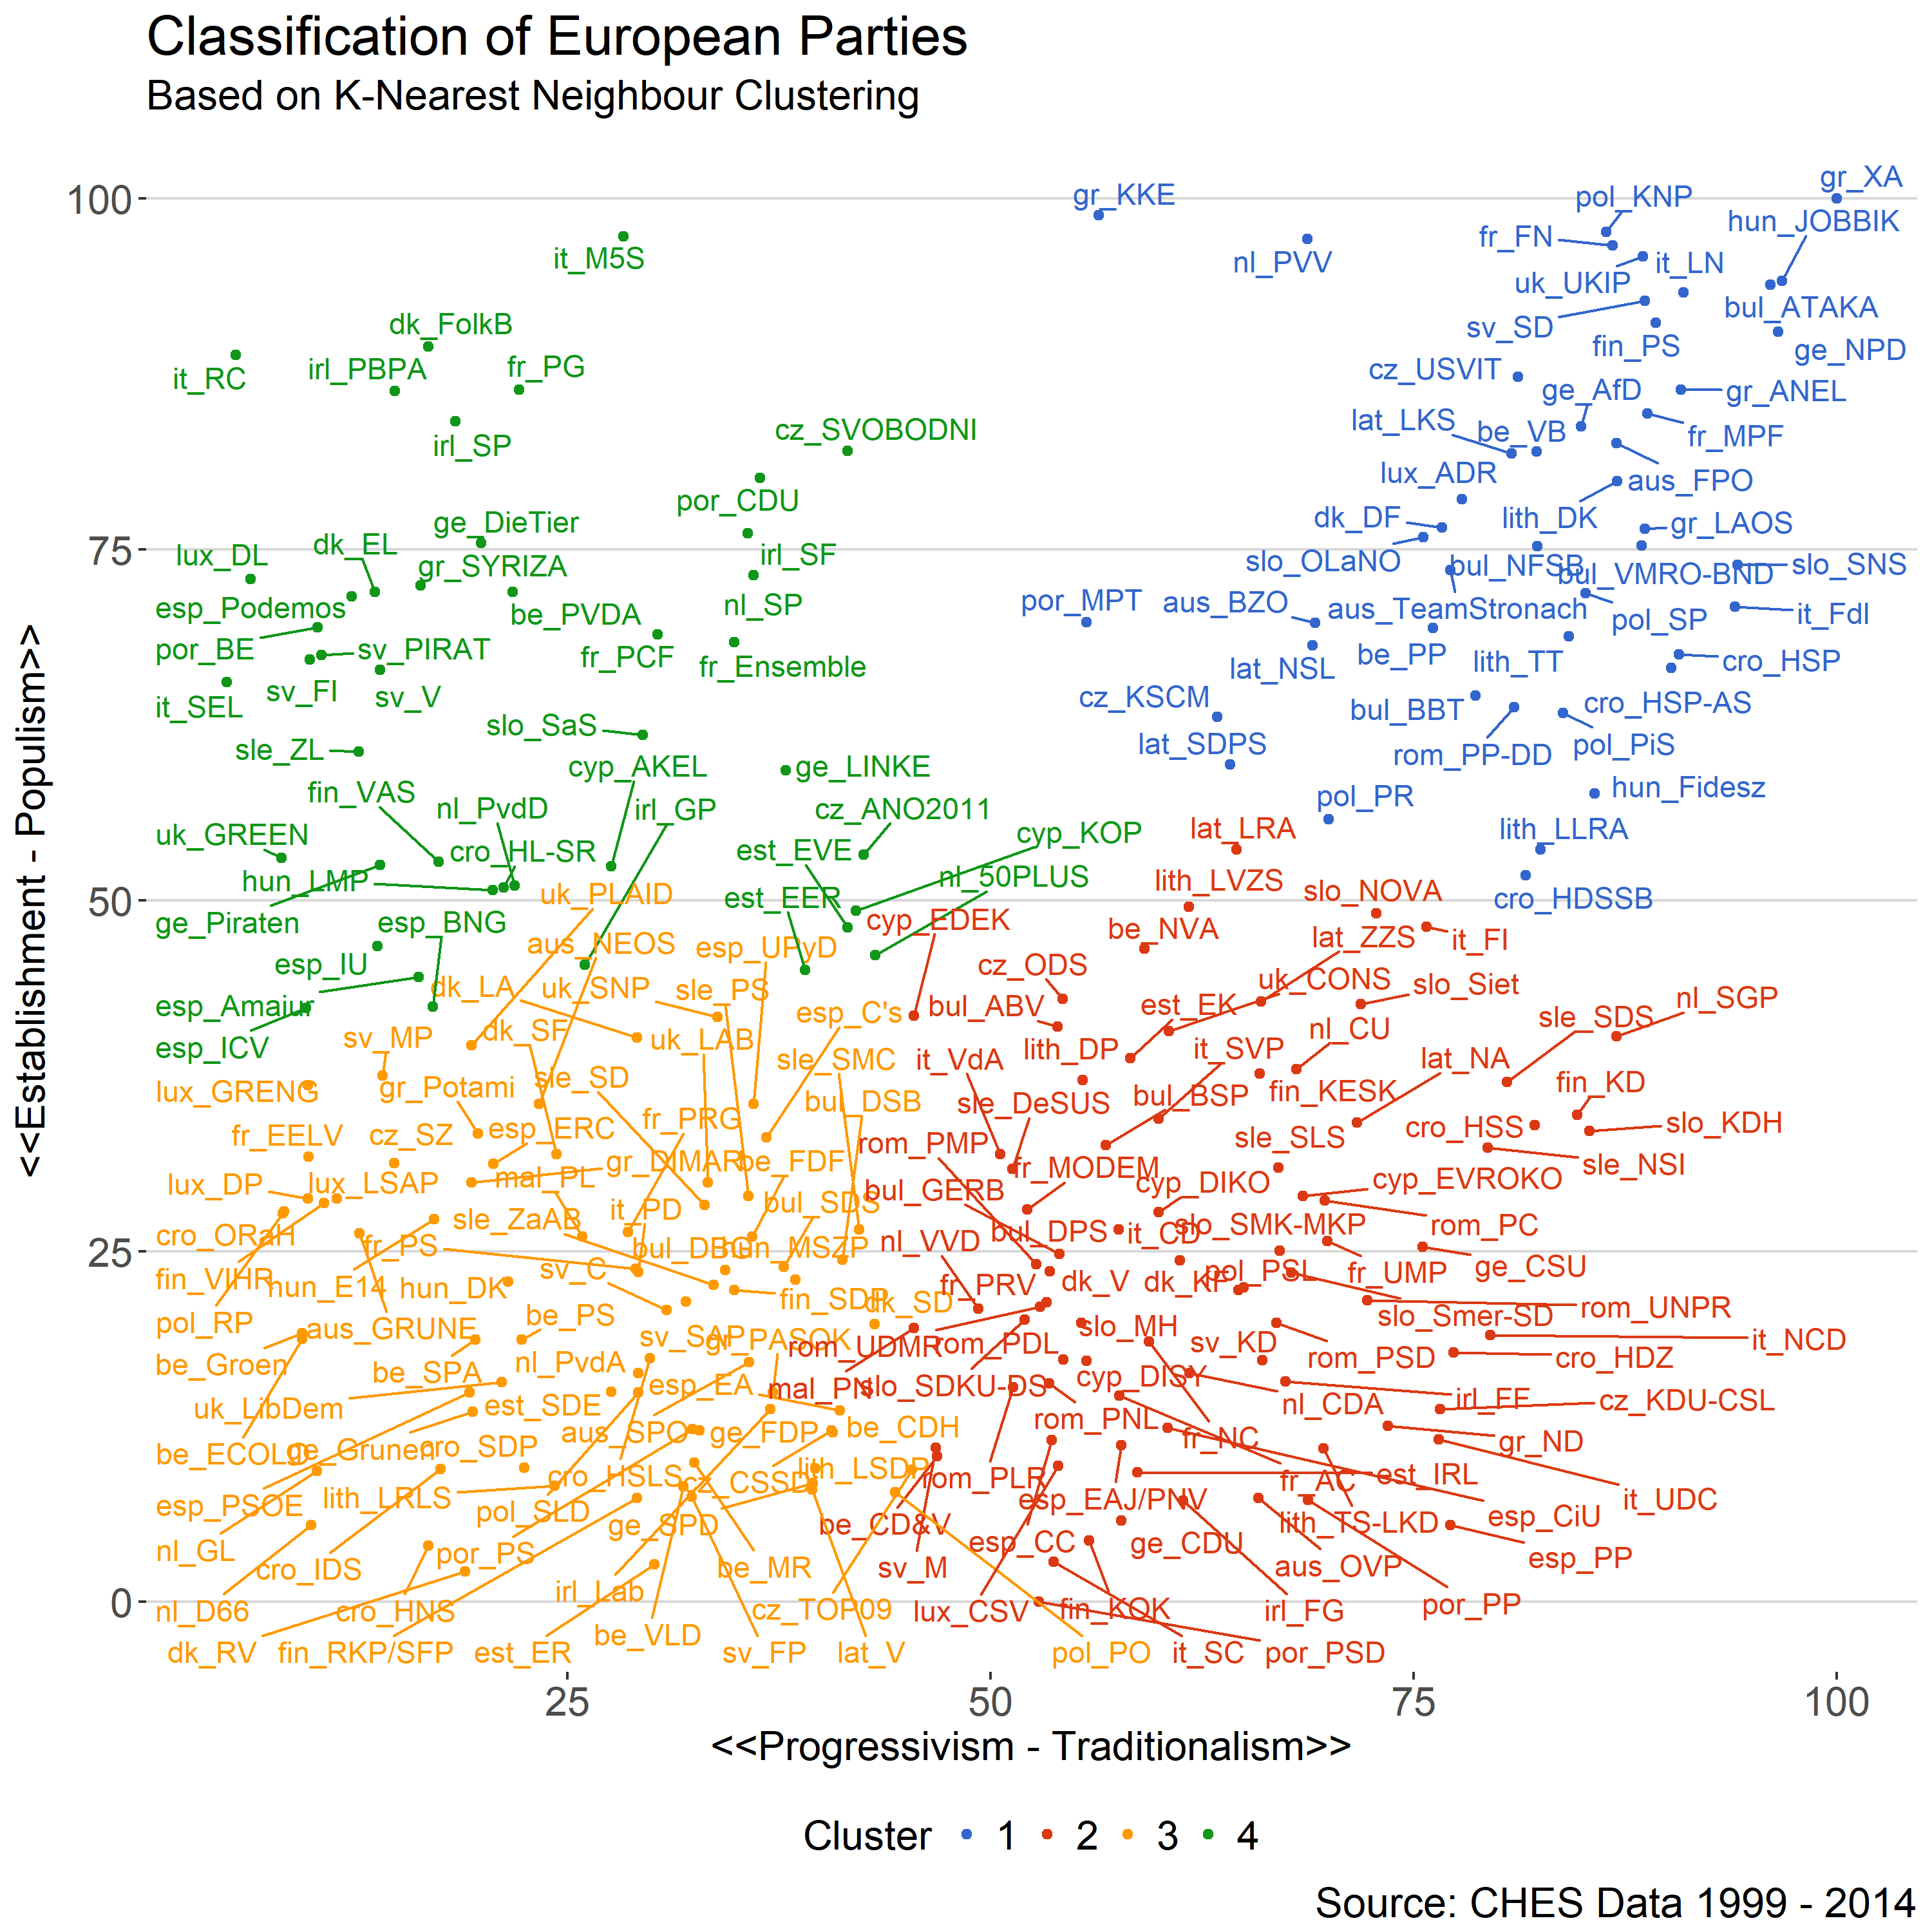 Classification of European Parties
Based on K-Nearest Neighbour Clustering
<<Establishment - Populism>>
100
75
50
25
0
gr_XA
gr_KKE
pol_KNP
hun_JOBBIK
fr_FN
it_M5S
nl_PVV
it_LN
uk_UKIP
bul_ATAKA
dk_FolkB
sv_SD
fin_PS
ge_NPD
it_RC
irl_PBPA
fr_PG
cz_USVIT
ge_AfD
gr_ANEL
irl_SP
cz_SVOBODNI
lat_LKS
be_VB
fr_MPF
lux_ADR
aus_FPO
por_CDU
ge_DieTier
dk_DF
lith_DK
gr_LAOS
lux_DL
dk_EL
gr_SYRIZA
irl_SF
slo_OLaNO
bul_NFSB
bul_VMRO-BND
slo_SNS
esp_Podemos
be_PVDA
nl_SP
por_MPT
aus_BZO
aus_TeamStronach
pol_SP
it_FdI
por_BE
sv_PIRAT
fr_PCF
fr_Ensemble
lat_NSL
be_PP
lith_TT
cro_HSP
it_SEL
sv_FI
sv_V
cz_KSCM
bul_BBT
cro_HSP-AS
slo_SaS
lat_SDPS
rom_PP-DD
pol_PiS
sle_ZL
cyp_AKEL
ge_LINKE
fin_VAS
nl_PvdD
irl_GP
cz_ANO2011
pol_PR
hun_Fidesz
uk_GREEN
cro_HL-SR
est_EVE
cyp_KOP
lat_LRA
lith_LLRA
hun_LMP
uk_PLAID
est_EER
nl_50PLUS
lith_LVZS
slo_NOVA
cro_HDSSB
ge_Piraten
esp_BNG
cyp_EDEK
be_NVA
aus_NEOS
esp_UPyD
lat_ZZS
it_FI
esp_IU
cz_ODS
esp_Amaiur
dk_LA
uk_SNP
sle_PS
esp_C's
bul_ABV
est_EK
uk_CONS
slo_Siet
nl_SGP
esp_ICV
sv_MP
dk_SF
uk_LAB
sle_SMC
it_VdA
lith_DP
it_SVP
nl_CU
sle_SDS
lat_NA
lux_GRENG
gr_Potami
sle_SD
bul_DSB
sle_DeSUS
bul_BSP
fin_KESK
fin_KD
fr_EELV
cz_SZ
esp_ERC
fr_PRG
rom_PMP
sle_SLS
cro_HSS
slo_KDH
lux_DP
lux_LSAP
mal_PL
gr_DIMAR
be_FDF
fr_MODEM
bul_GERB
cyp_DIKO
cyp_EVROKO
sle_NSI
cro_ORaH
fr_PS
sle_ZaAB
it_PD
bul_SDS
bul_DPS
it_CD
slo_SMK-MKP
rom_PC
fin_VIHR
hun_E14
hun_DK
sv_C
bul_DBG
hun_MSZP
nl_VVD
fr_PRV
dk_V
dk_KF
pol_PSL
fr_UMP
ge_CSU
pol_RP
aus_GRUNE
be_PS
fin_SDP
dk_SD
slo_Smer-SD
rom_UNPR
be_Groen
be_SPA
nl_PvdA
sv_SAP
gr_PASOK
rom_UDMR
rom_PDL
slo_MH
sv_KD
rom_PSD
cro_HDZ
it_NCD
uk_LibDem
est_SDE
esp_EA
mal_PN
slo_SDKU-DS
cyp_DISY
nl_CDA
irl_FF
cz_KDU-CSL
be_ECOLO
ge_Grunen
cro_SDP
aus_SPO
ge_FDP
be_CDH
rom_PNL
fr_NC
gr_ND
esp_PSOE
lith_LRLS
cro_HSLS
cz_CSSD
lith_LSDP
rom_PLR
fr_AC
est_IRL
it_UDC
nl_GL
cro_IDS
pol_SLD
ge_SPD
be_CD&V
esp_EAJ/PNV
lith_TS-LKD
esp_CiU
por_PS
be_MR
sv_M
esp_CC
ge_CDU
aus_OVP
esp_PP
nl_D66
cro_HNS
irl_Lab
cz_TOP09
lux_CSV
fin_KOK
irl_FG
por_PP
dk_RV
fin_RKP/SFP
est_ER
be_VLD
sv_FP
lat_V
pol_PO
it_SC
por_PSD
25
50
75
100
<<Progressivism - Traditionalism>>
Cluster 1 2 3 4
Source: CHES Data 1999 - 2014